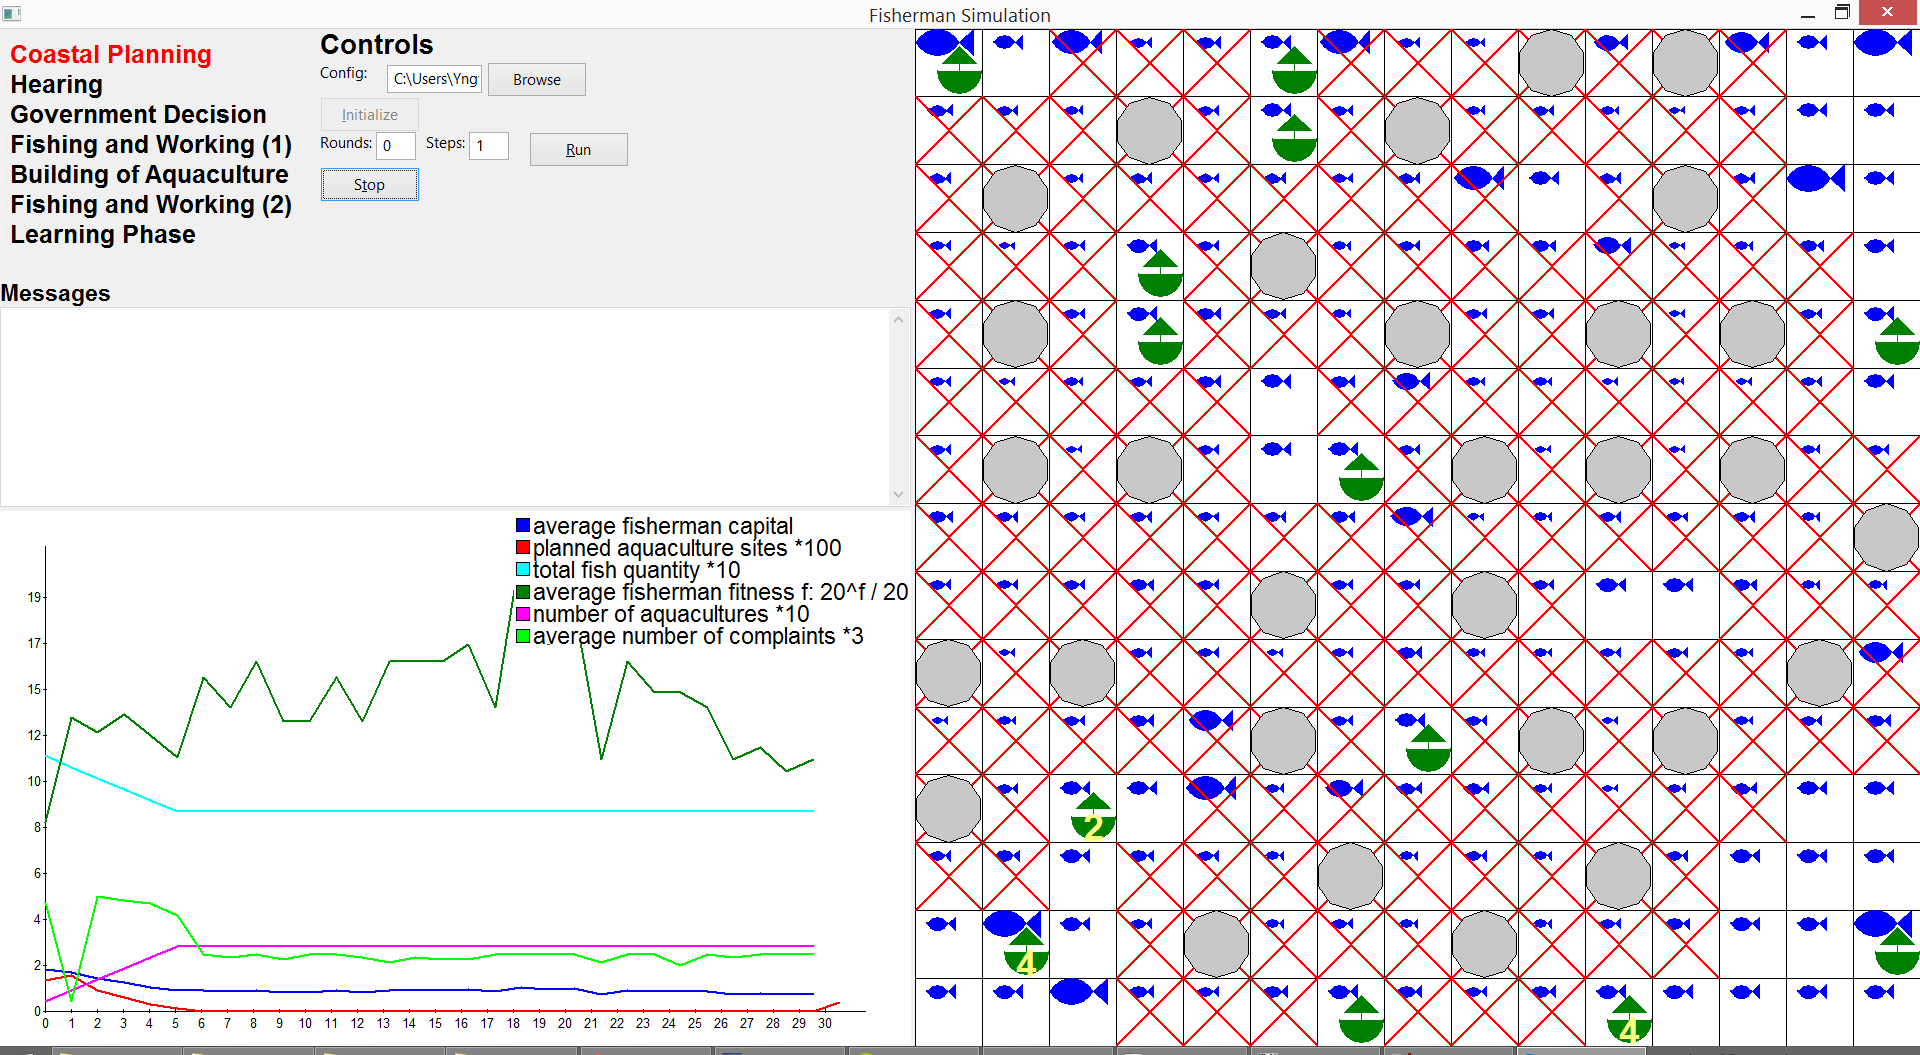 Fisherman Simulation
Coastal Planning
Hearing
Government Decision
Fishing and Working (1)
Building of Aquaculture
Fishing and Working (2)
Learning Phase
Controls
Config: C:\Users\Yng Browse
Initialize
Rounds: 0 Steps: 1 Run
Stop
Messages
average fisherman capital
planned aquaculture sites *100
total fish quantity *10
average fisherman fitness f: 20^f / 20
number of aquacultures *10
average number of complaints *3
19
17
15
12
10
8
6
4
2
0
0 1 2 3 4 5 6 7 8 9 10 11 12 13 14 15 16 17 18 19 20 21 22 23 24 25 26 27 28 29 30
2
4
4